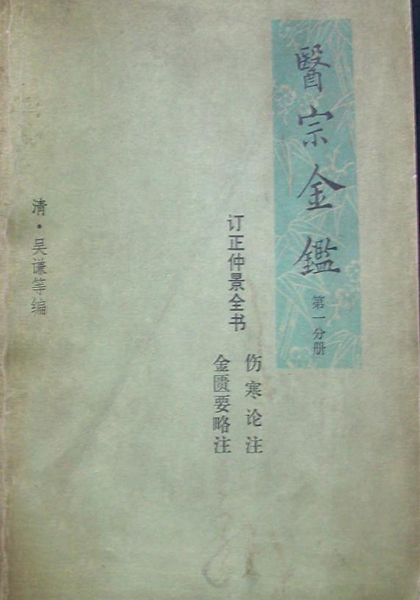 醫宗金鑑
第一分册
订正仲景全书
伤寒论注
金匮要略注
清·吴谦等编